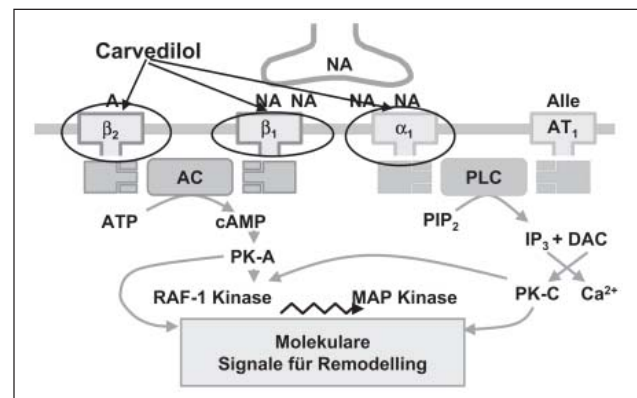 Carvedilol
NA
A NA NA NA NA Alle
β2 β1 α1 AT1
AC PLC
ATP cAMP PIP2 IP3 + DAC
PK-A
RAF-1 Kinase MAP Kinase PK-C Ca2+
Molekulare
Signale für Remodelling